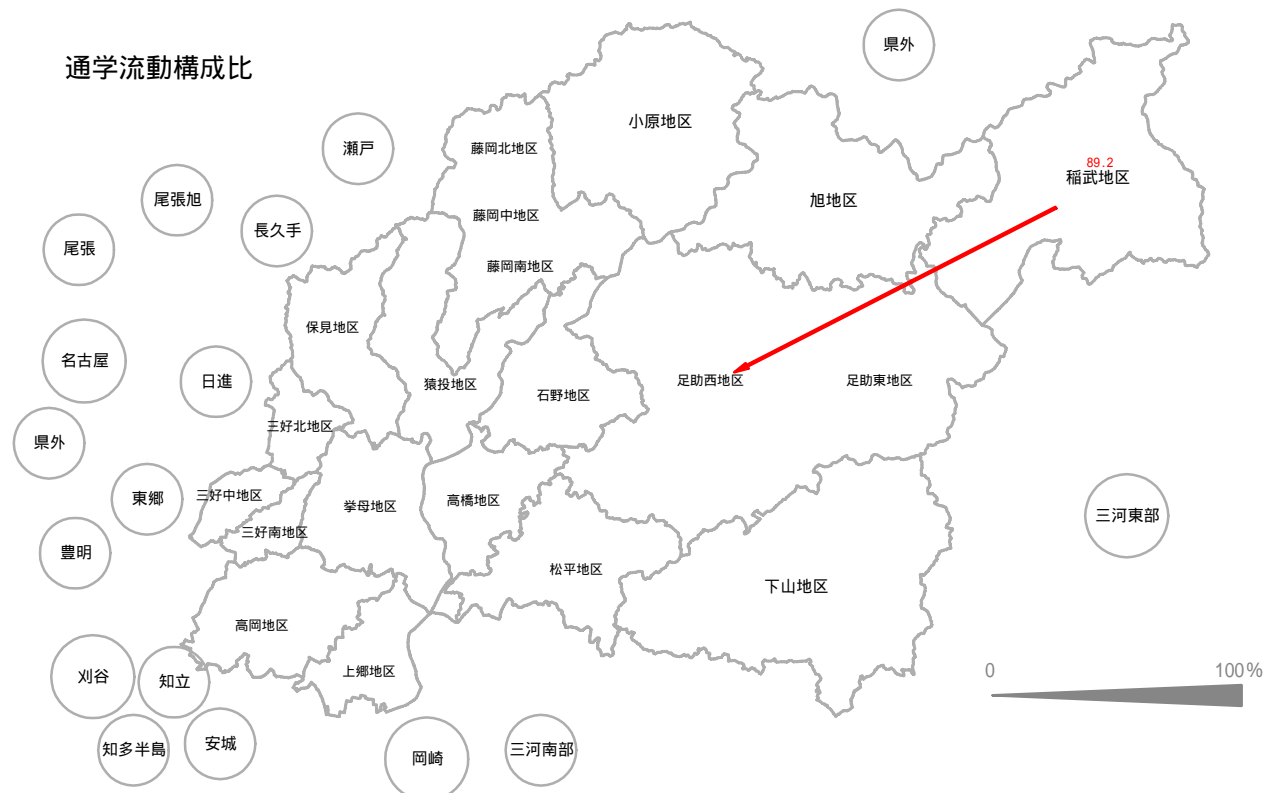 県外
通学流動構成比
小原地区
瀬戸
藤岡北地区
89.2
稲武地区
尾張旭
旭地区
藤岡中地区
長久手
尾張
藤岡南地区
保見地区
名古屋
日進
猿投地区
石野地区
足助西地区
足助東地区
三好北地区
県外
東郷
三好中地区
挙母地区
高橋地区
三河東部
三好南地区
豊明
松平地区
下山地区
高岡地区
刈谷
知立
上郷地区
0
100%
知多半島
安城
岡崎
三河南部